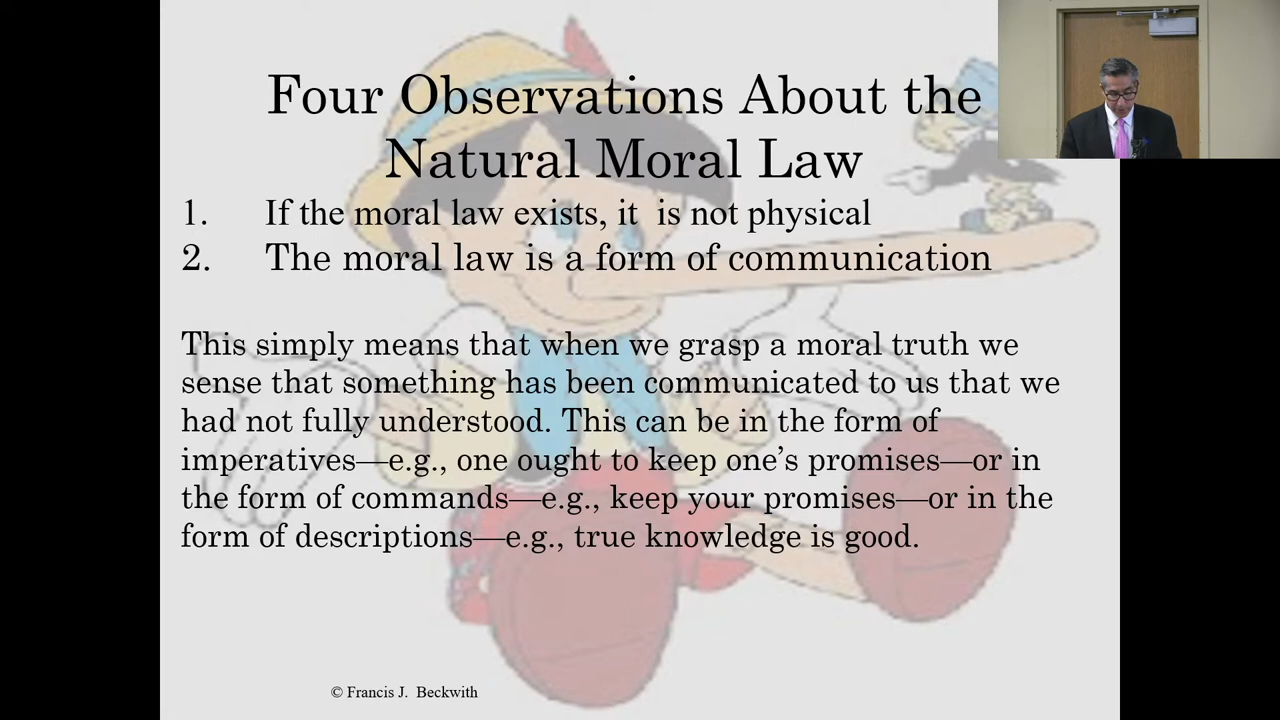 Four Observations About the
Natural Moral Law
1. If the moral law exists, it  is not physical
2. The moral law is a form of communication
This simply means that when we grasp a moral truth we
sense that something has been communicated to us that we
had not fully understood. This can be in the form of
imperatives—e.g., one ought to keep one’s promises—or in
the form of commands—e.g., keep your promises—or in the
form of descriptions—e.g., true knowledge is good.
© Francis J.  Beckwith